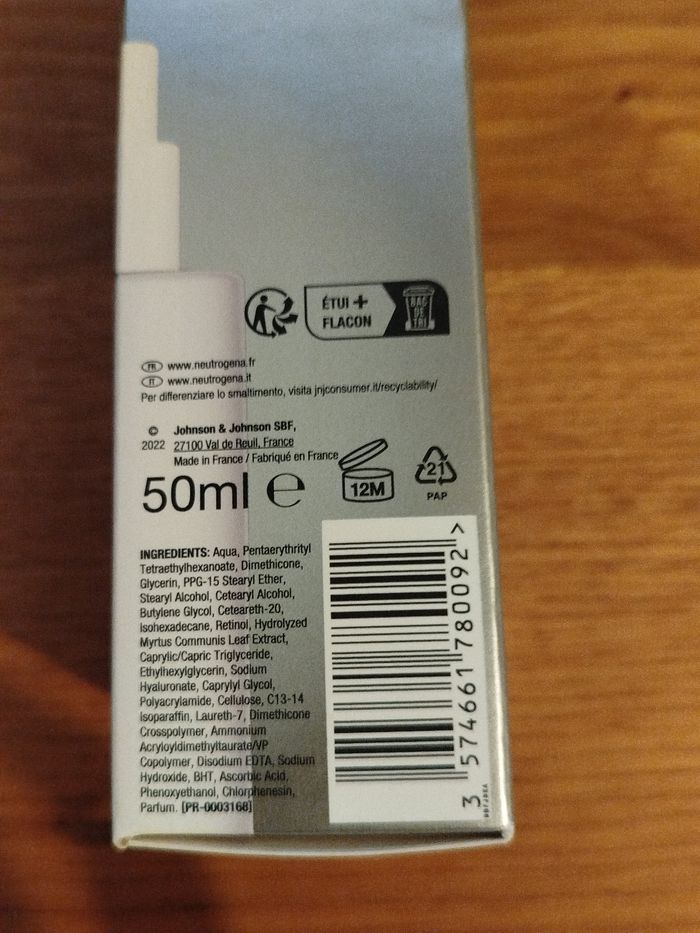 ÉTUI +
FLACON
BAC
DE
TRI
FR www.neutrogena.fr
IT www.neutrogena.it
Per differenziare lo smaltimento, visita jnjconsumer.it/recyclability/
© Johnson & Johnson SBF,
2022 27100 Val de Reuil, France
Made in France / Fabriqué en France
50ml e
12M
21
PAP
INGREDIENTS: Aqua, Pentaerythrityl
Tetraethylhexanoate, Dimethicone,
Glycerin, PPG-15 Stearyl Ether,
Stearyl Alcohol, Cetearyl Alcohol,
Butylene Glycol, Ceteareth-20,
Isohexadecane, Retinol, Hydrolyzed
Myrtus Communis Leaf Extract,
Caprylic/Capric Triglyceride,
Ethylhexylglycerin, Sodium
Hyaluronate, Caprylyl Glycol,
Polyacrylamide, Cellulose, C13-14
Isoparaffin, Laureth-7, Dimethicone
Crosspolymer, Ammonium
Acryloyldimethyltaurate/VP
Copolymer, Disodium EDTA, Sodium
Hydroxide, BHT, Ascorbic Acid,
Phenoxyethanol, Chlorphenesin,
Parfum. [PR-0003168]
3 574661 780092 >